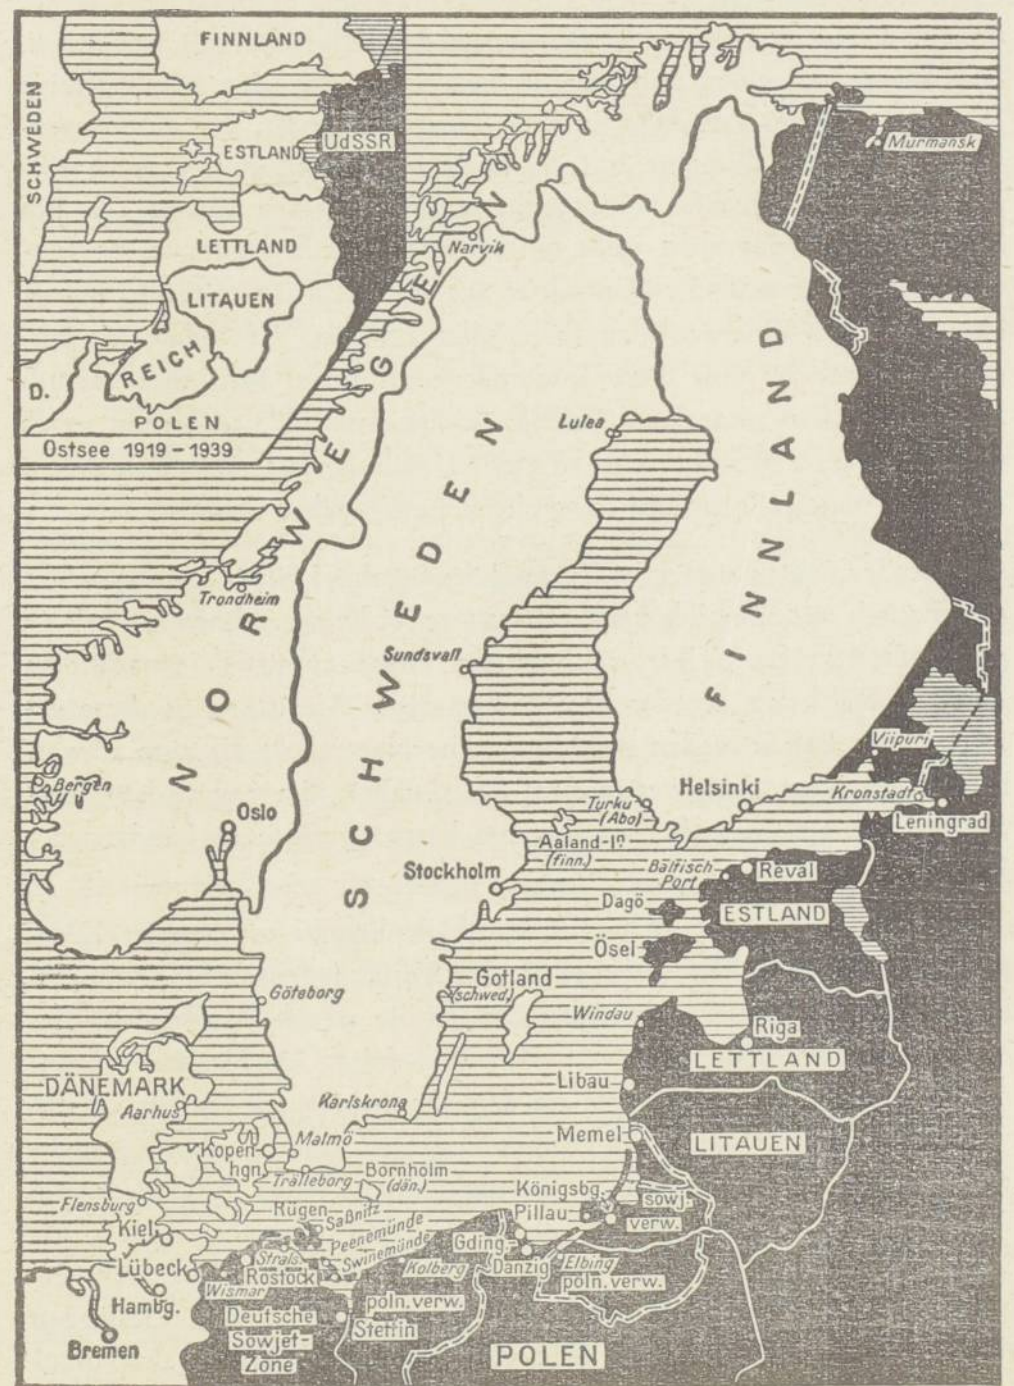 FINNLAND
SCHWEDEN
ESTLAND
UdSSR
LETTLAND
LITAUEN
REICH
D.
POLEN
Ostsee 1919-1939
Murmansk
Narvik
NORWEGEN
SCHWEDEN
FINNLAND
Lulea
Trondheim
Sundsvall
Bergen
Oslo
Viipuri
Helsinki
Kronstadt
Leningrad
Turku
(Abo)
Aaland-In
(finn.)
Stockholm
Baltisch
Port
Reval
Dagö
ESTLAND
Ösel
Gotland
(schwed.)
Göteborg
Windau
Riga
LETTLAND
DÄNEMARK
Aarhus
Karlskrona
Libau
Memel
LITAUEN
Malmö
Kopen
hgn.
Trälleborg
Bornholm
(dän.)
Königsbg.
sowj.
verw.
Pillau
Flensburg
Kiel
Rügen
Saßnitz
Peenemünde
Swinemünde
Strals.
Gding.
Danzig
Elbing
Kolberg
Lübeck
Rostock
Wismar
poln. verw.
poln. verw.
Hambg.
Bremen
Deutsche
Sowjet-
Zone
Stettin
POLEN